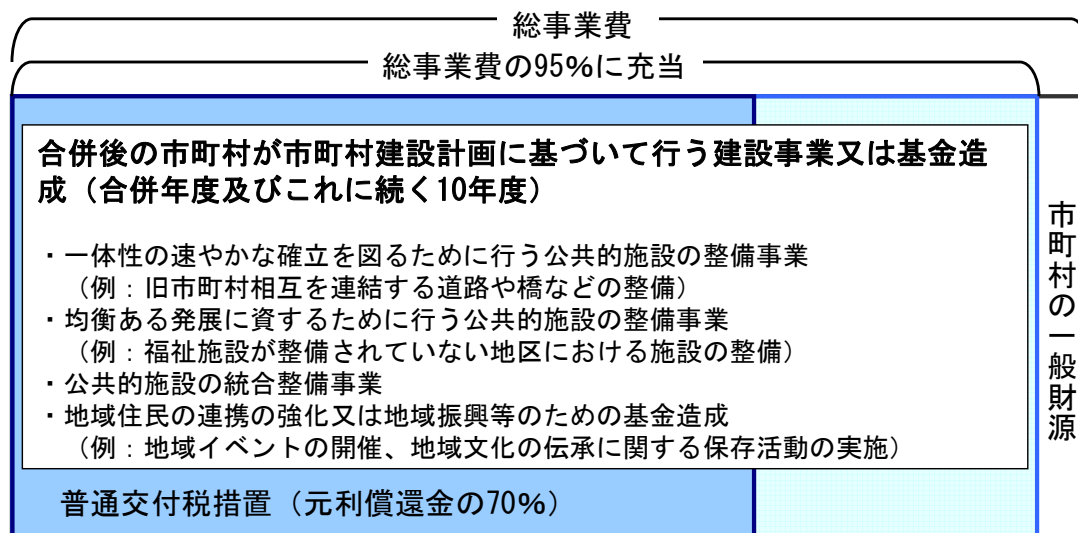 総事業費
総事業費の95%に充当
合併後の市町村が市町村建設計画に基づいて行う建設事業又は基金造
成（合併年度及びこれに続く10年度）
・一体性の速やかな確立を図るために行う公共的施設の整備事業
（例：旧市町村相互を連結する道路や橋などの整備）
・均衡ある発展に資するために行う公共的施設の整備事業
（例：福祉施設が整備されていない地区における施設の整備）
・公共的施設の統合整備事業
・地域住民の連携の強化又は地域振興等のための基金造成
（例：地域イベントの開催、地域文化の伝承に関する保存活動の実施）
普通交付税措置（元利償還金の70%）
市町村の一般財源